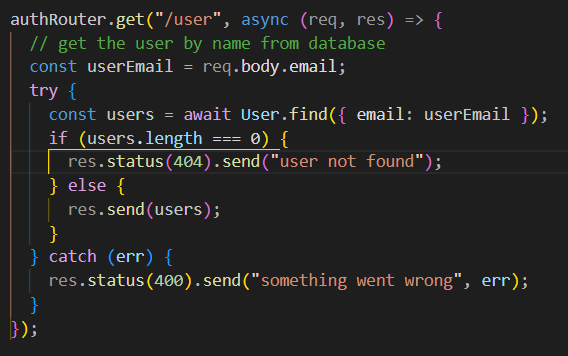 authRouter.get("/user", async (req, res) => {
  // get the user by name from database
  const userEmail = req.body.email;
  try {
    const users = await User.find({ email: userEmail });
    if (users.length === 0) {
      res.status(404).send("user not found");
    } else {
      res.send(users);
    }
  } catch (err) {
    res.status(400).send("something went wrong", err);
  }
});